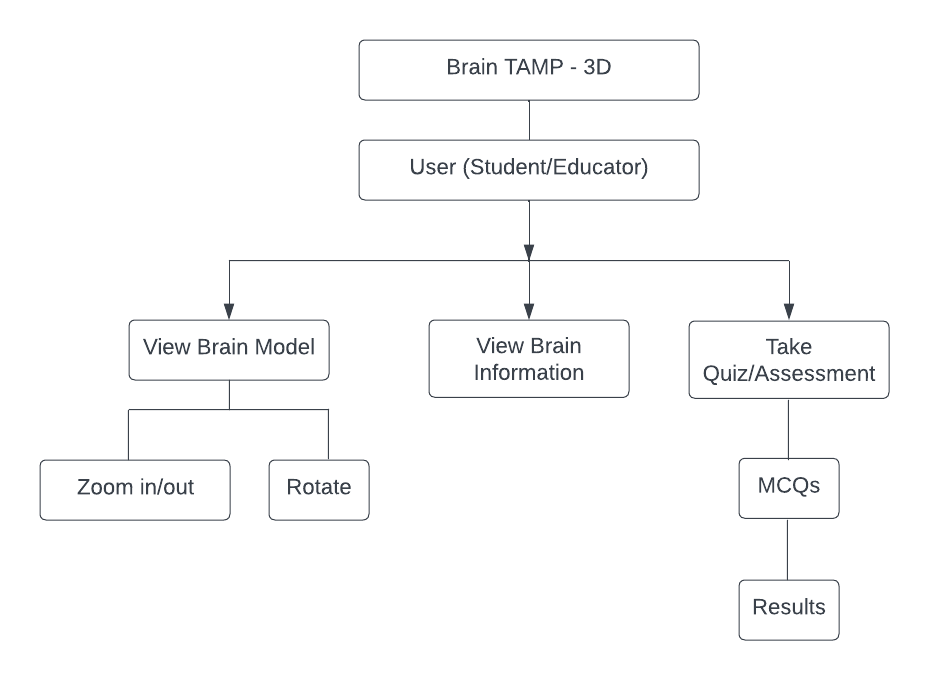 Brain TAMP - 3D
User (Student/Educator)
View Brain Model
View Brain
Information
Take
Quiz/Assessment
Zoom in/out
Rotate
MCQs
Results